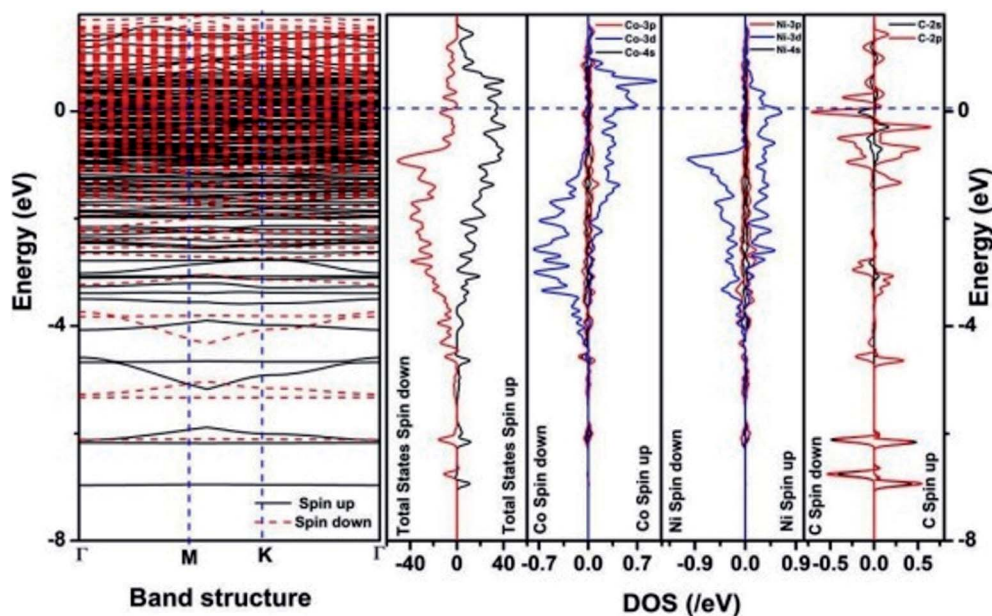 Energy (eV)
0
-2
-4
-6
-8
Γ
M
K
Γ
Spin up
Spin down
Band structure
Total States Spin down
Total States Spin up
-40
0
40
Co-3p
Co-3d
Co-4s
Co Spin down
Co Spin up
-0.7
0.0
0.7
Ni-3p
Ni-3d
Ni-4s
Ni Spin down
Ni Spin up
-0.9
0.0
0.9
C-2s
C-2p
C Spin down
C Spin up
-0.5
0.0
0.5
DOS (/eV)
0
-4
-8
Energy (eV)